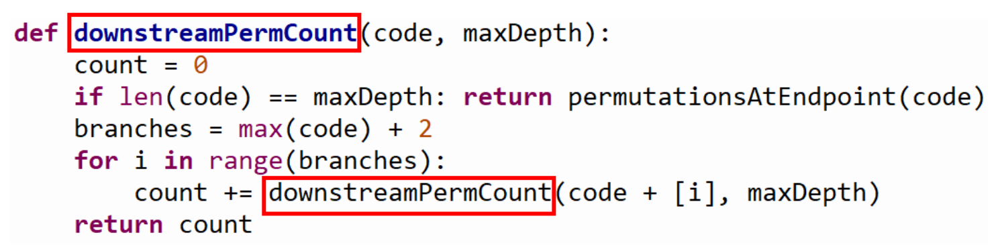 def downstreamPermCount(code, maxDepth):
    count = 0
    if len(code) == maxDepth: return permutationsAtEndpoint(code)
    branches = max(code) + 2
    for i in range(branches):
        count += downstreamPermCount(code + [i], maxDepth)
    return count